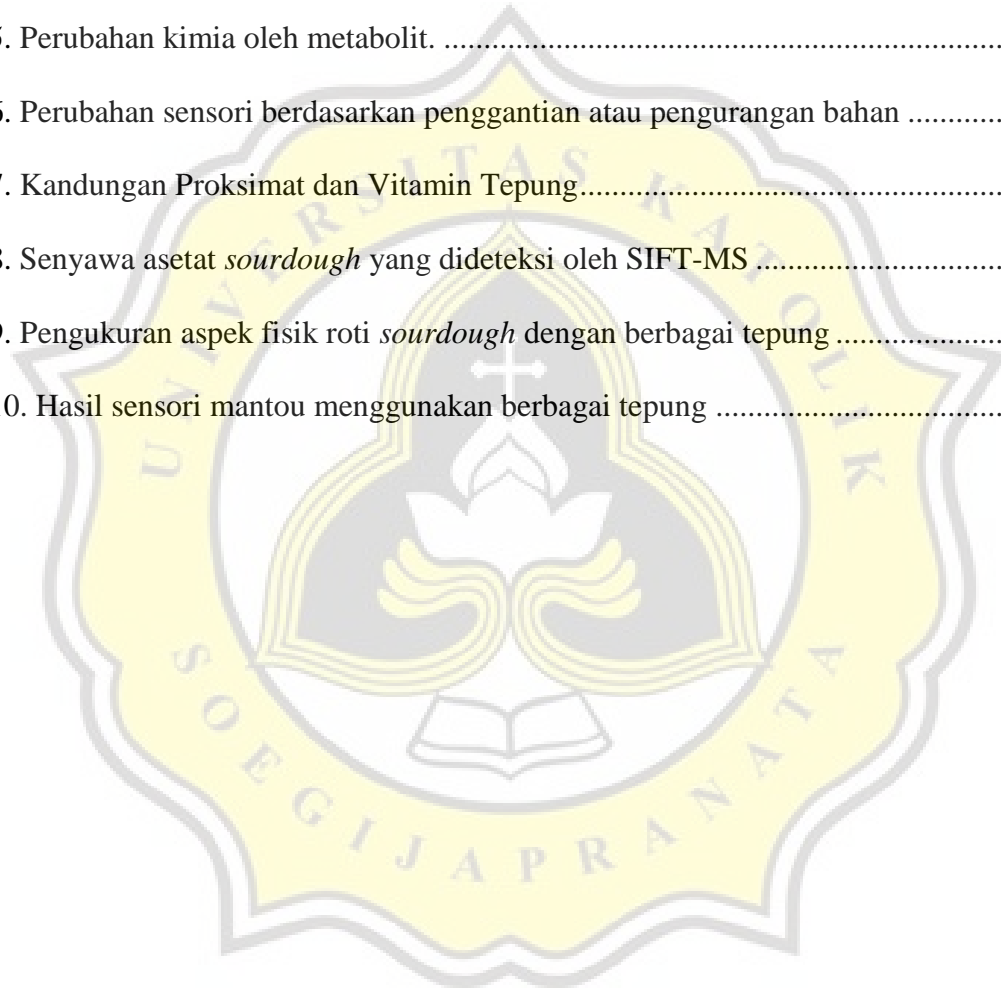 5. Perubahan kimia oleh metabolit. ......................................................................
6. Perubahan sensori berdasarkan penggantian atau pengurangan bahan ............
7. Kandungan Proksimat dan Vitamin Tepung.....................................................
8. Senyawa asetat sourdough yang dideteksi oleh SIFT-MS ...............................
9. Pengukuran aspek fisik roti sourdough dengan berbagai tepung .....................
10. Hasil sensori mantou menggunakan berbagai tepung ....................................
UNIVERSITAS KATOLIK
SOEGIJAPRANATA